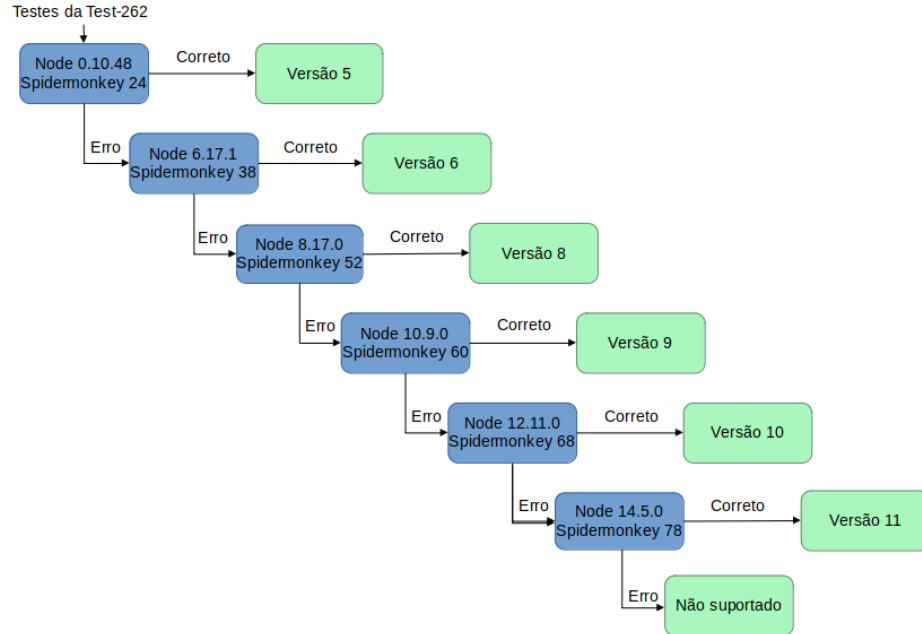 Testes da Test-262
Node 0.10.48
Spidermonkey 24
Correto
Versão 5
Erro
Node 6.17.1
Spidermonkey 38
Correto
Versão 6
Erro
Node 8.17.0
Spidermonkey 52
Correto
Versão 8
Erro
Node 10.9.0
Spidermonkey 60
Correto
Versão 9
Erro
Node 12.11.0
Spidermonkey 68
Correto
Versão 10
Erro
Node 14.5.0
Spidermonkey 78
Correto
Versão 11
Erro
Não suportado